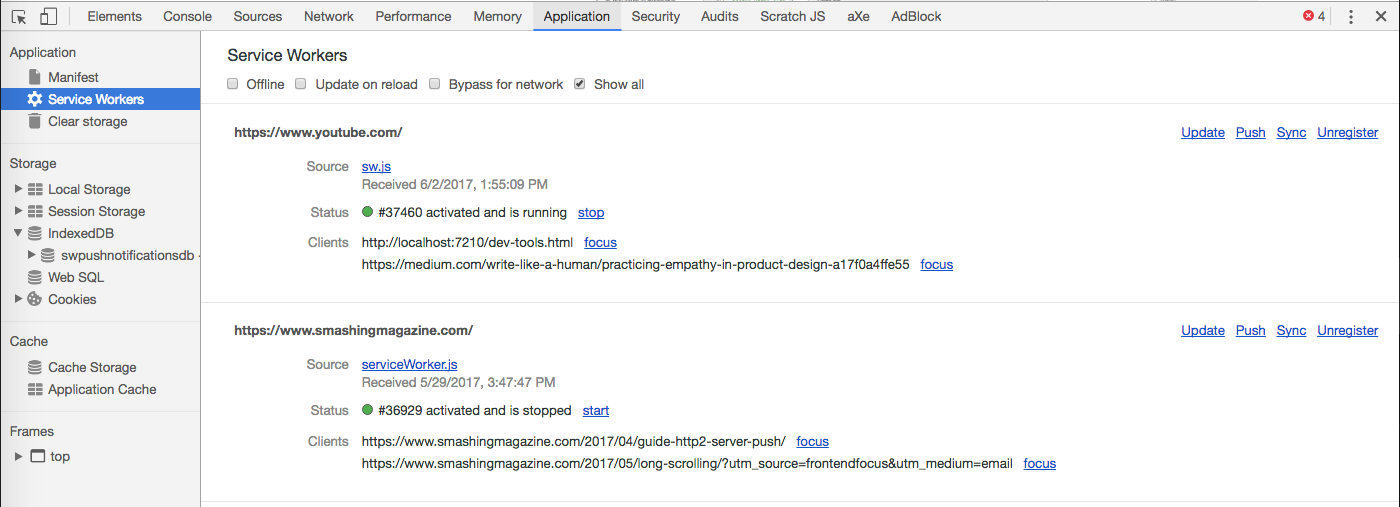 Elements Console Sources Network Performance Memory Application Security Audits Scratch JS aXe AdBlock 4
Application
Manifest
Service Workers
Clear storage
Storage
Local Storage
Session Storage
IndexedDB
swpushnotificationsdb
Web SQL
Cookies
Cache
Cache Storage
Application Cache
Frames
top
Service Workers
Offline Update on reload Bypass for network Show all
https://www.youtube.com/ Update Push Sync Unregister
Source sw.js
Received 6/2/2017, 1:55:09 PM
Status #37460 activated and is running stop
Clients http://localhost:7210/dev-tools.html focus
https://medium.com/write-like-a-human/practicing-empathy-in-product-design-a17f0a4ffe55 focus
https://www.smashingmagazine.com/ Update Push Sync Unregister
Source serviceWorker.js
Received 5/29/2017, 3:47:47 PM
Status #36929 activated and is stopped start
Clients https://www.smashingmagazine.com/2017/04/guide-http2-server-push/ focus
https://www.smashingmagazine.com/2017/05/long-scrolling/?utm_source=frontendfocus&utm_medium=email focus